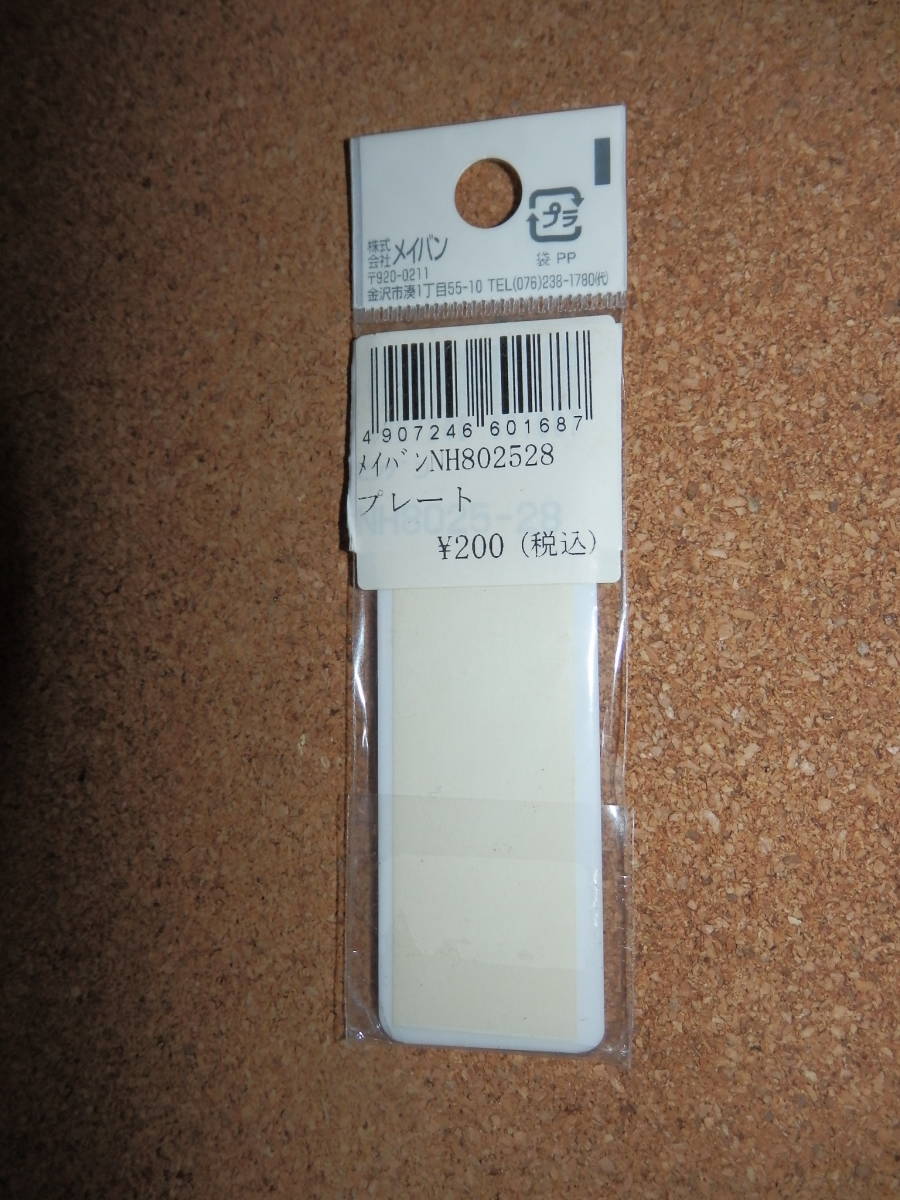 プラ
袋 PP
株式会社 メイバン
〒920-0211
金沢市湊1丁目55-10 TEL(076)238-1780(代)
4 907246 601687
ﾒｲﾊﾞﾝNH802528
プレート
NH8025-28
¥200 (税込)